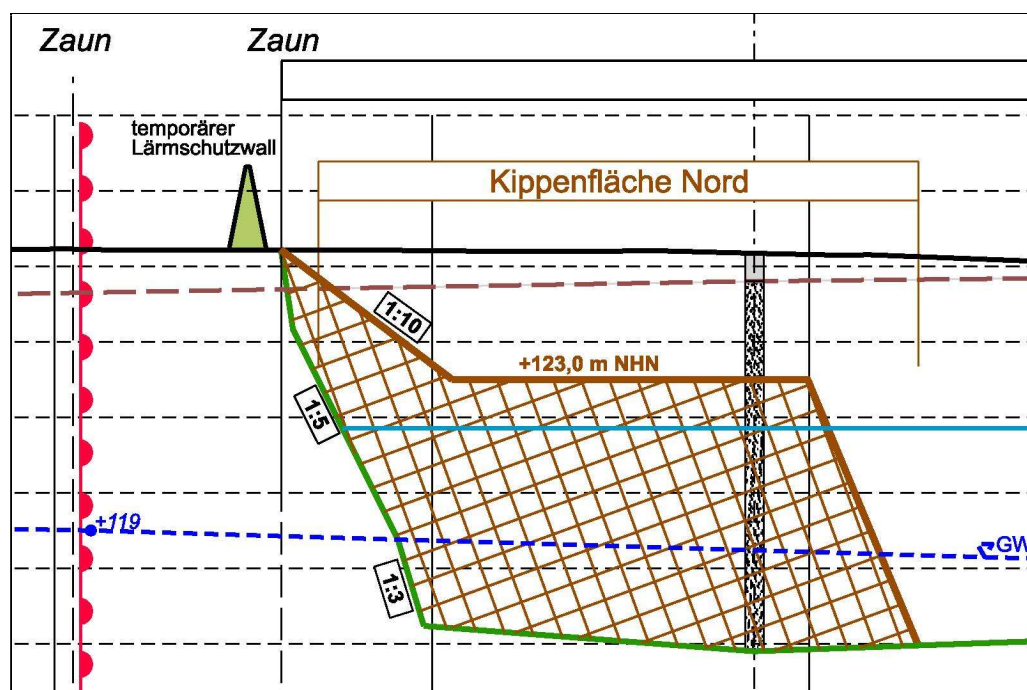 Zaun
Zaun
temporärer
Lärmschutzwall
Kippenfläche Nord
1:10
+123,0 m NHN
1:5
+119
GW
1:3